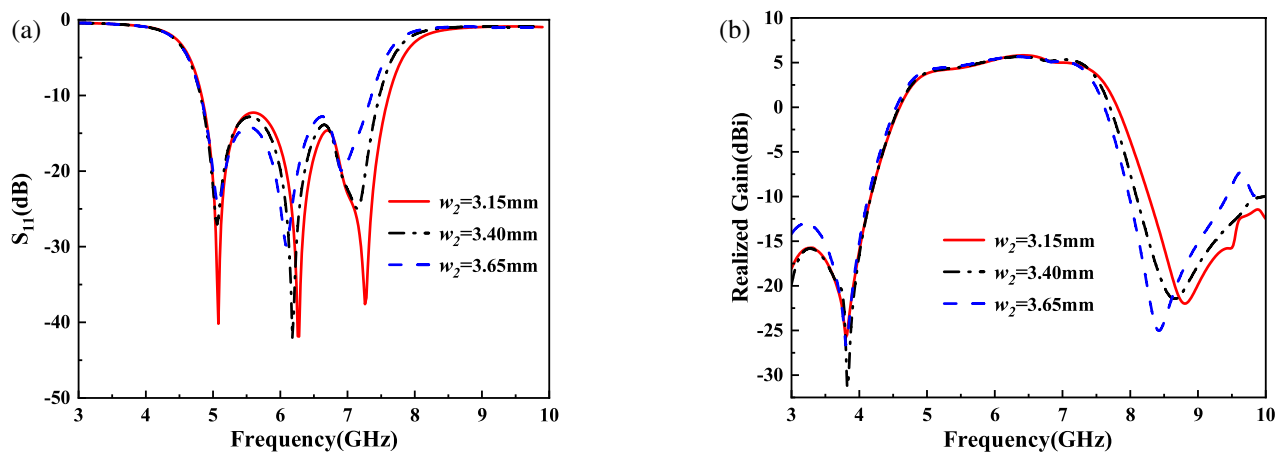 (a)
0
-10
-20
-30
-40
-50
S11(dB)
w2=3.15mm
w2=3.40mm
w2=3.65mm
3 4 5 6 7 8 9 10
Frequency(GHz)
(b)
10
5
0
-5
-10
-15
-20
-25
-30
Realized Gain(dBi)
w2=3.15mm
w2=3.40mm
w2=3.65mm
3 4 5 6 7 8 9 10
Frequency(GHz)